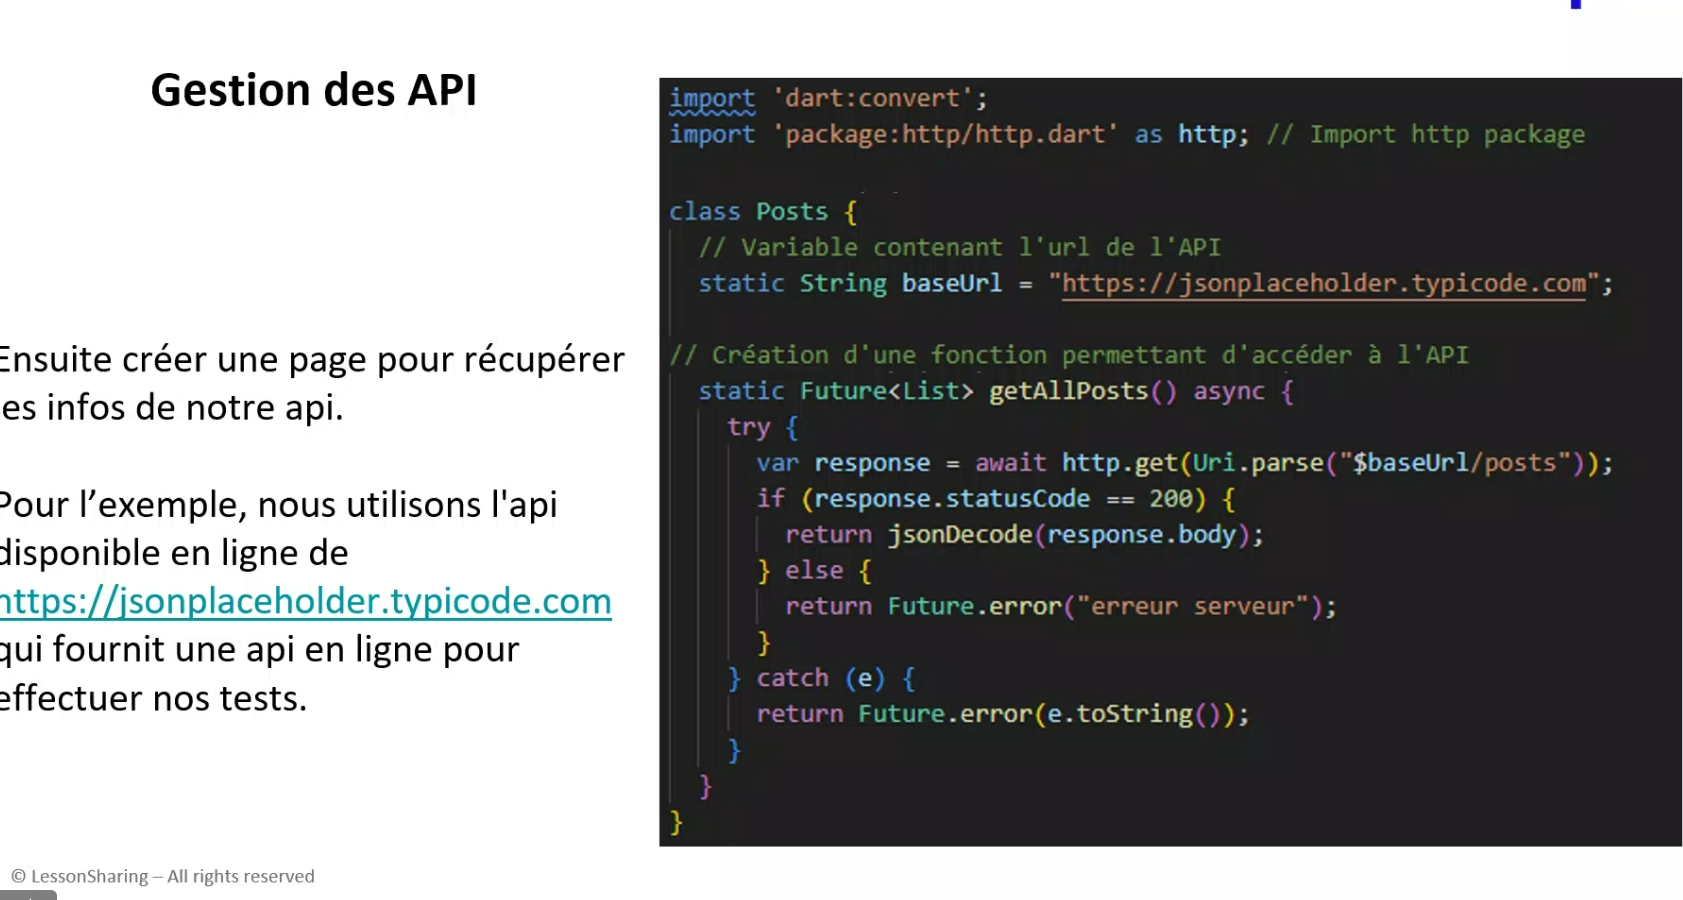 Gestion des API
Ensuite créer une page pour récupérer
es infos de notre api.
Pour l’exemple, nous utilisons l'api
disponible en ligne de
https://jsonplaceholder.typicode.com
qui fournit une api en ligne pour
effectuer nos tests.
import 'dart:convert';
import 'package:http/http.dart' as http; // Import http package
class Posts {
// Variable contenant l'url de l'API
static String baseUrl = "https://jsonplaceholder.typicode.com";
// Création d'une fonction permettant d'accéder à l'API
static Future<List> getAllPosts() async {
try {
var response = await http.get(Uri.parse("$baseUrl/posts"));
if (response.statusCode == 200) {
return jsonDecode(response.body);
} else {
return Future.error("erreur serveur");
}
} catch (e) {
return Future.error(e.toString());
}
}
}
© LessonSharing – All rights reserved